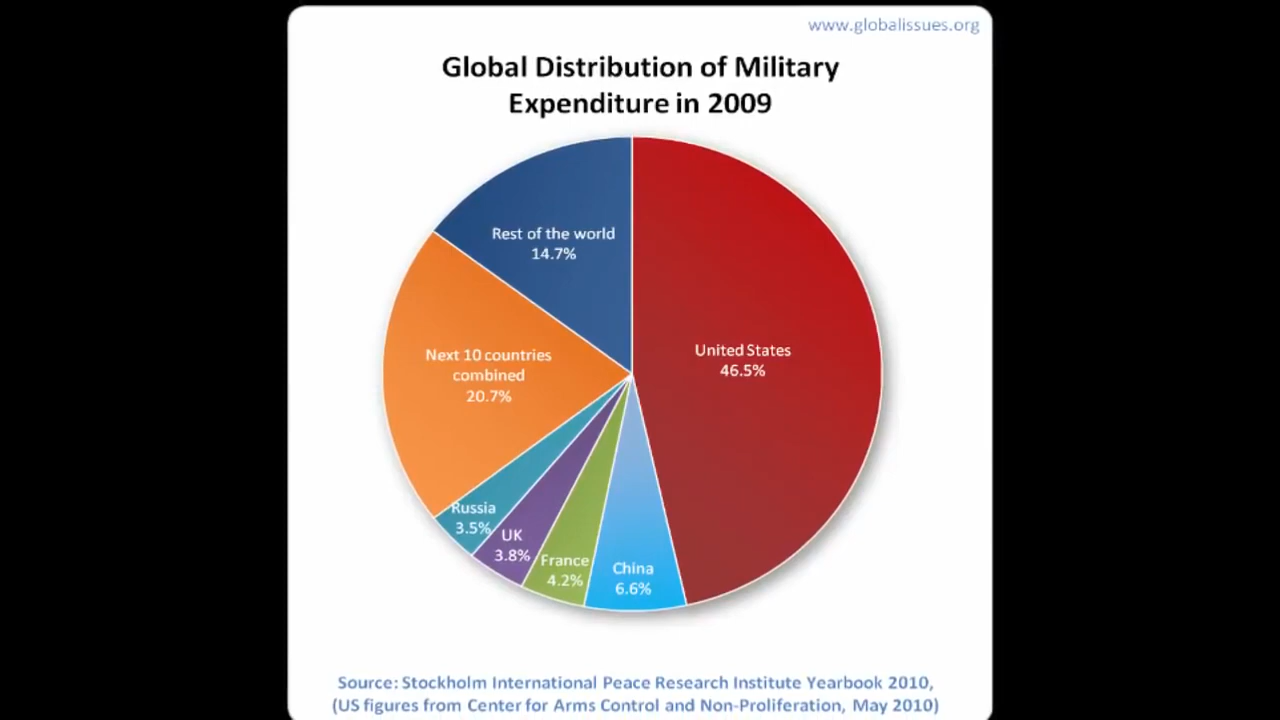 www.globalissues.org
Global Distribution of Military
Expenditure in 2009
Rest of the world
14.7%
United States
46.5%
Next 10 countries
combined
20.7%
Russia
3.5%
UK
3.8%
France
4.2%
China
6.6%
Source: Stockholm International Peace Research Institute Yearbook 2010,
(US figures from Center for Arms Control and Non-Proliferation, May 2010)